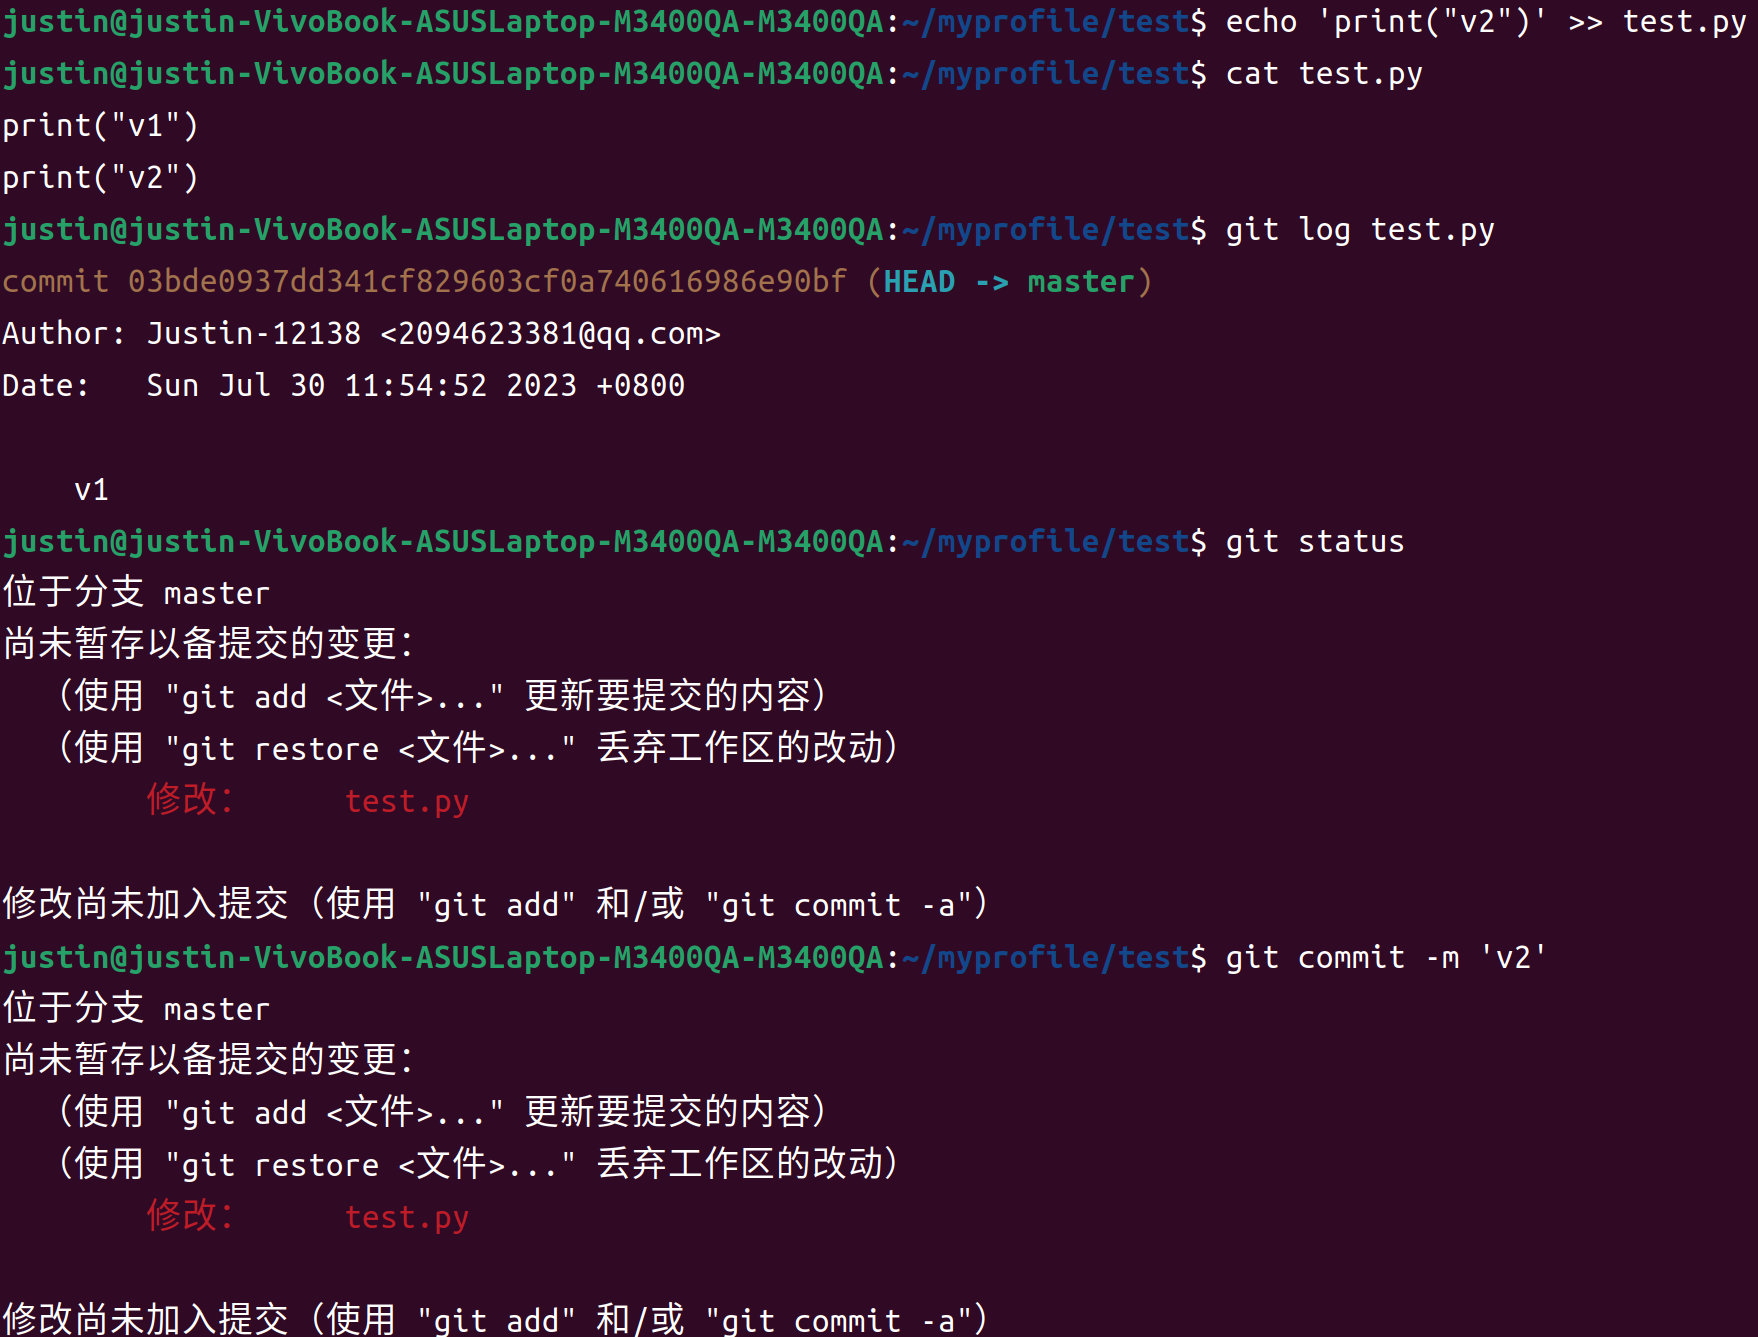 justin@justin-VivoBook-ASUSLaptop-M3400QA-M3400QA:~/myprofile/test$ echo 'print("v2")' >> test.py
justin@justin-VivoBook-ASUSLaptop-M3400QA-M3400QA:~/myprofile/test$ cat test.py
print("v1")
print("v2")
justin@justin-VivoBook-ASUSLaptop-M3400QA-M3400QA:~/myprofile/test$ git log test.py
commit 03bde0937dd341cf829603cf0a740616986e90bf (HEAD -> master)
Author: Justin-12138 <2094623381@qq.com>
Date:   Sun Jul 30 11:54:52 2023 +0800
    v1
justin@justin-VivoBook-ASUSLaptop-M3400QA-M3400QA:~/myprofile/test$ git status
位于分支 master
尚未暂存以备提交的变更：
  （使用 "git add <文件>..." 更新要提交的内容）
  （使用 "git restore <文件>..." 丢弃工作区的改动）
        修改：      test.py
修改尚未加入提交（使用 "git add" 和/或 "git commit -a"）
justin@justin-VivoBook-ASUSLaptop-M3400QA-M3400QA:~/myprofile/test$ git commit -m 'v2'
位于分支 master
尚未暂存以备提交的变更：
  （使用 "git add <文件>..." 更新要提交的内容）
  （使用 "git restore <文件>..." 丢弃工作区的改动）
        修改：      test.py
修改尚未加入提交（使用 "git add" 和/或 "git commit -a"）